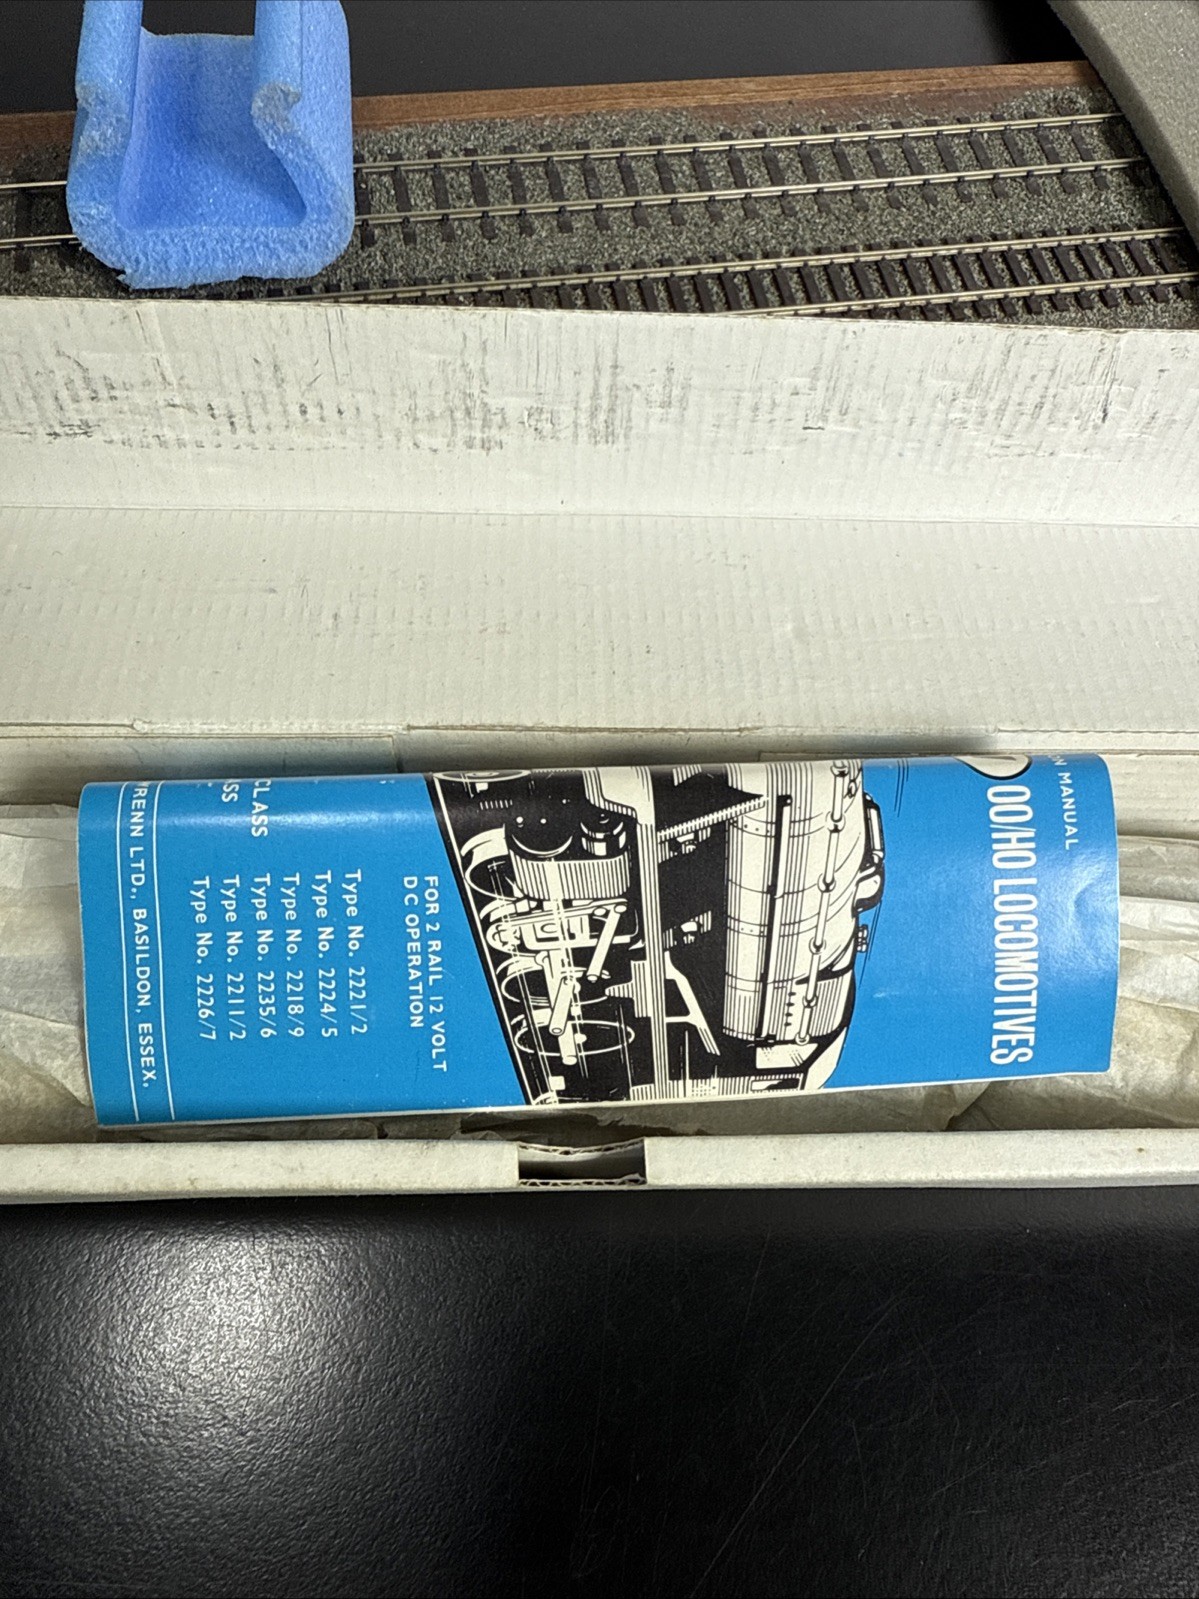 ON MANUAL
OO/HO LOCOMOTIVES
FOR 2 RAIL 12 VOLT
DC OPERATION
Type No. 2221/2
Type No. 2224/5
Type No. 2218/9
CLASS Type No. 2235/6
ASS Type No. 2211/2
Type No. 2226/7
RENN LTD., BASILDON, ESSEX.